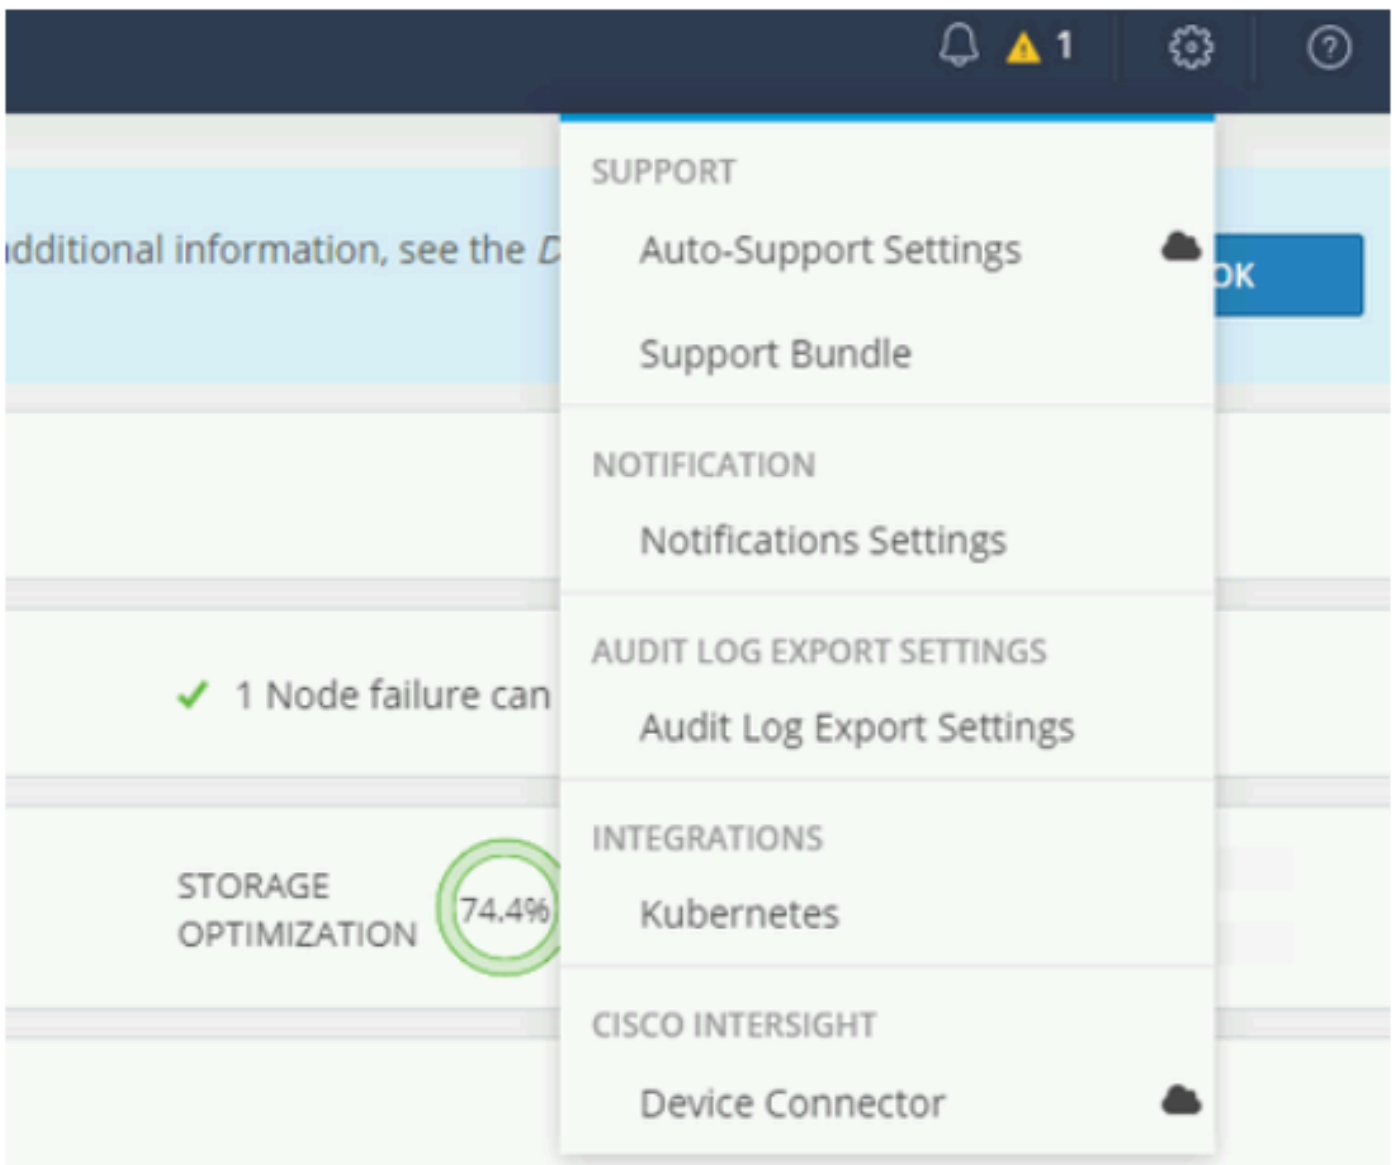 1
SUPPORT
additional information, see the D
Auto-Support Settings
OK
Support Bundle
NOTIFICATION
Notifications Settings
AUDIT LOG EXPORT SETTINGS
1 Node failure can
Audit Log Export Settings
INTEGRATIONS
STORAGE
OPTIMIZATION
74.4%
Kubernetes
CISCO INTERSIGHT
Device Connector